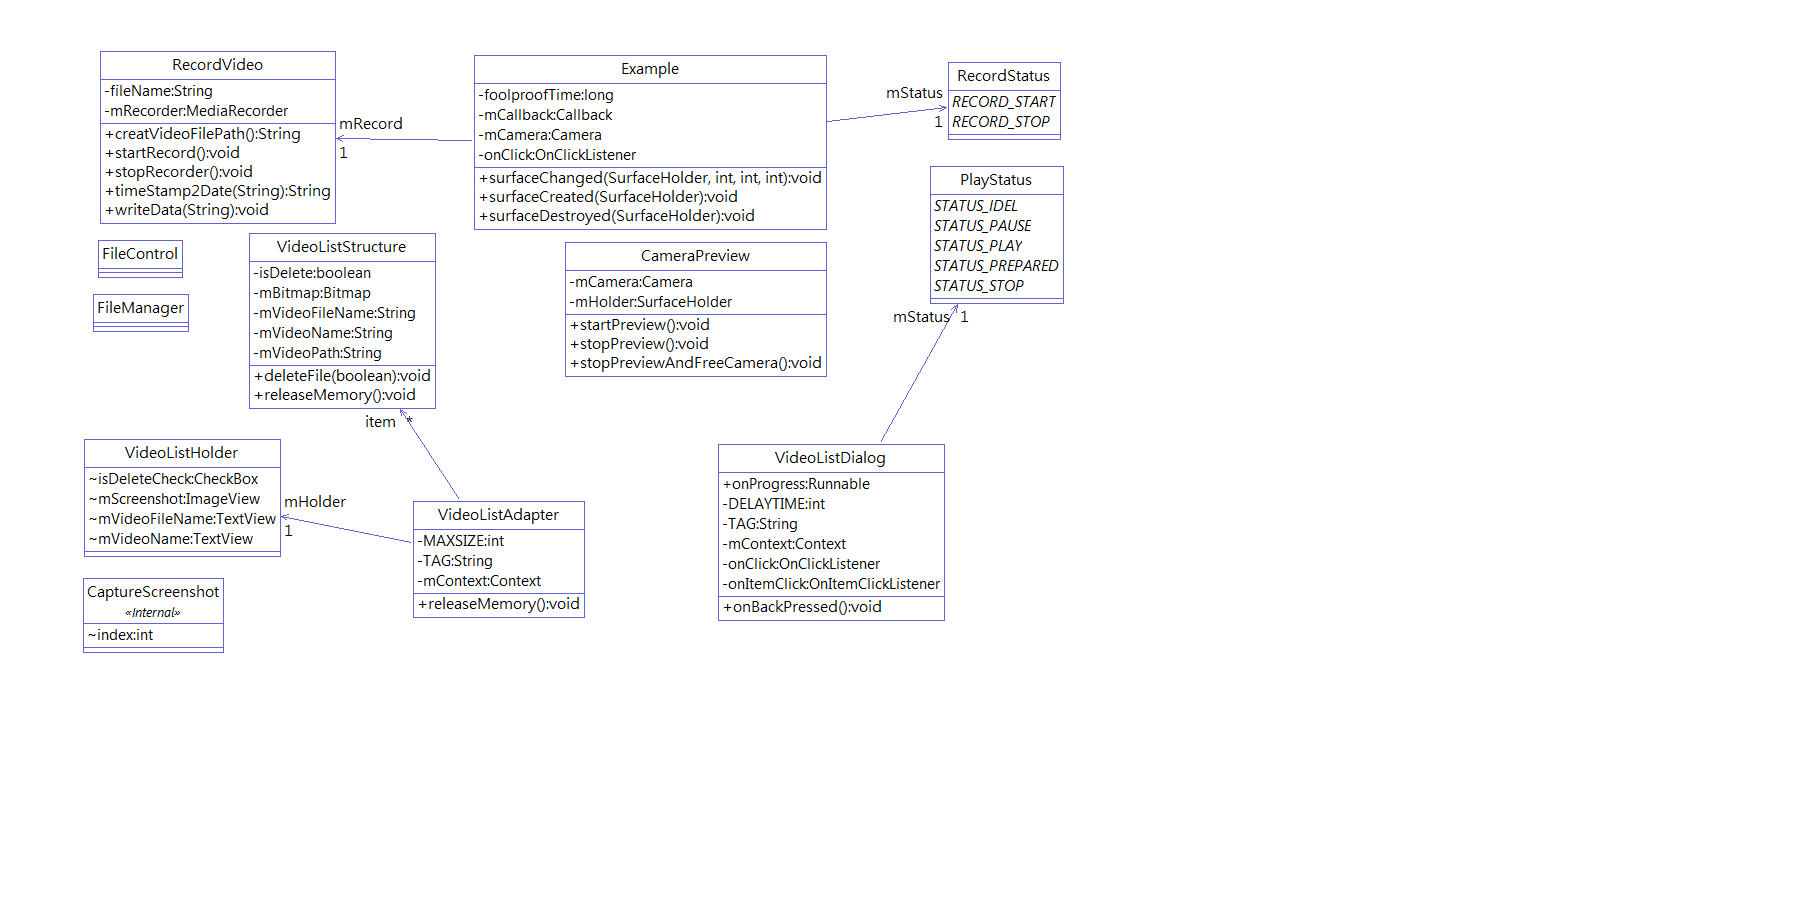 RecordVideo
-fileName:String
-mRecorder:MediaRecorder
+creatVideoFilePath():String
+startRecord():void
+stopRecorder():void
+timeStamp2Date(String):String
+writeData(String):void
mRecord
1
Example
-foolproofTime:long
-mCallback:Callback
-mCamera:Camera
-onClick:OnClickListener
+surfaceChanged(SurfaceHolder, int, int, int):void
+surfaceCreated(SurfaceHolder):void
+surfaceDestroyed(SurfaceHolder):void
mStatus
1
RecordStatus
RECORD_START
RECORD_STOP
PlayStatus
STATUS_IDEL
STATUS_PAUSE
STATUS_PLAY
STATUS_PREPARED
STATUS_STOP
mStatus 1
FileControl
FileManager
VideoListStructure
-isDelete:boolean
-mBitmap:Bitmap
-mVideoFileName:String
-mVideoName:String
-mVideoPath:String
+deleteFile(boolean):void
+releaseMemory():void
item *
CameraPreview
-mCamera:Camera
-mHolder:SurfaceHolder
+startPreview():void
+stopPreview():void
+stopPreviewAndFreeCamera():void
VideoListHolder
~isDeleteCheck:CheckBox
~mScreenshot:ImageView
~mVideoFileName:TextView
~mVideoName:TextView
mHolder
1
VideoListAdapter
-MAXSIZE:int
-TAG:String
-mContext:Context
+releaseMemory():void
VideoListDialog
+onProgress:Runnable
-DELAYTIME:int
-TAG:String
-mContext:Context
-onClick:OnClickListener
-onItemClick:OnItemClickListener
+onBackPressed():void
CaptureScreenshot
«Internal»
~index:int